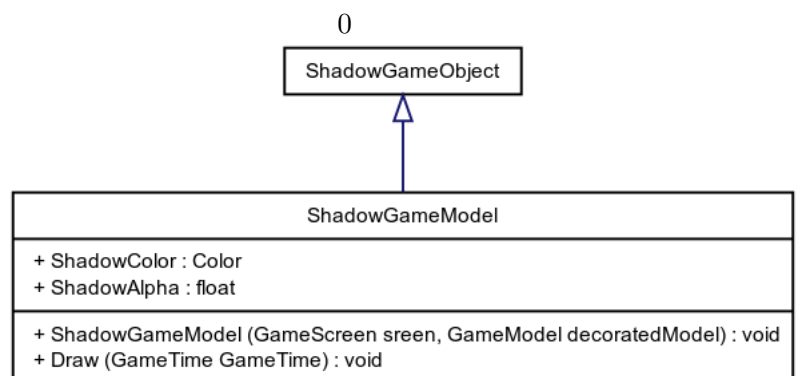 0
ShadowGameObject
ShadowGameModel
+ ShadowColor : Color
+ ShadowAlpha : float
+ ShadowGameModel (GameScreen sreen, GameModel decoratedModel) : void
+ Draw (GameTime GameTime) : void